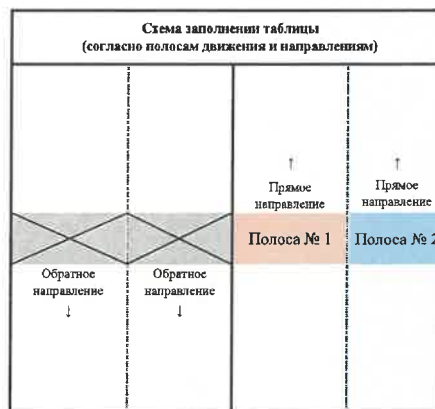 Схема заполнении таблицы
(согласно полосам движения и направлениям)
↑
Прямое
направление
↑
Прямое
направление
Полоса № 1
Полоса № 2
Обратное
направление
↓
Обратное
направление
↓